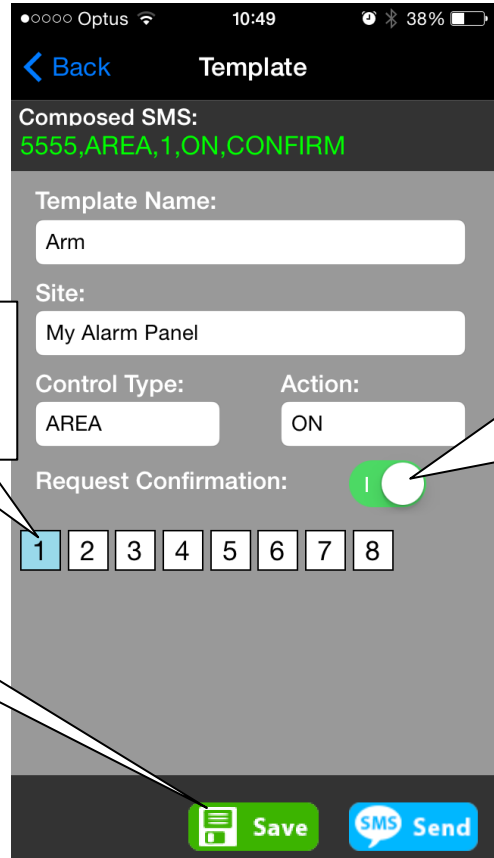 Optus 10:49 38%
Back Template
Composed SMS:
5555,AREA,1,ON,CONFIRM
Template Name:
Arm
Site:
My Alarm Panel
Control Type: Action:
AREA ON
Request Confirmation: I
1 2 3 4 5 6 7 8
Save SMS Send